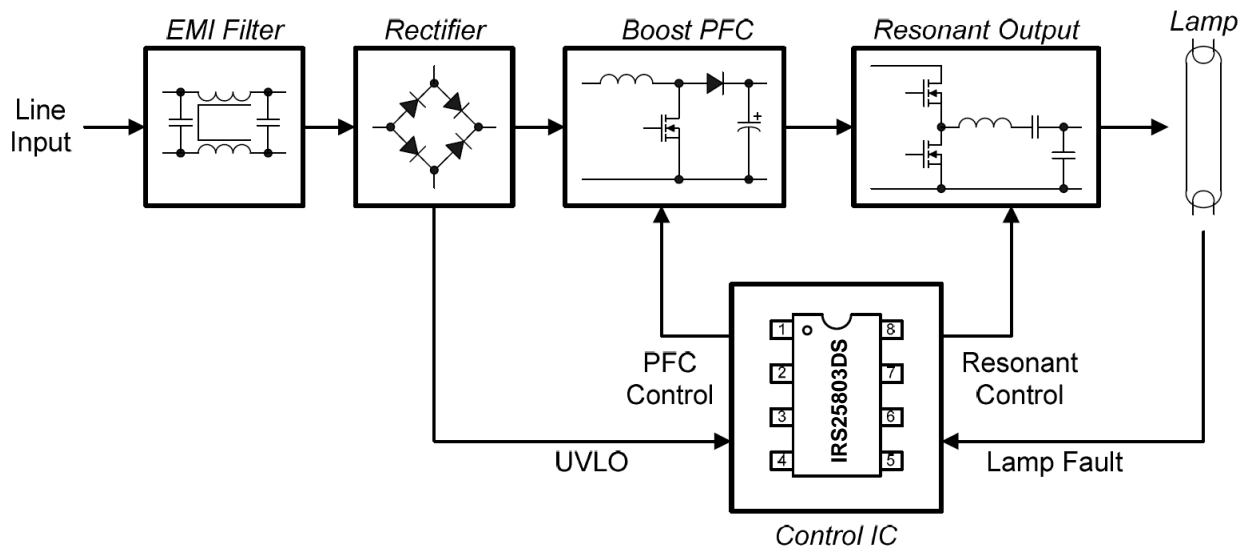 EMI Filter
Rectifier
Boost PFC
Resonant Output
Lamp
Line
Input
+
PFC
Control
1
2
3
4
IRS25803DS
8
7
6
5
Resonant
Control
UVLO
Lamp Fault
Control IC